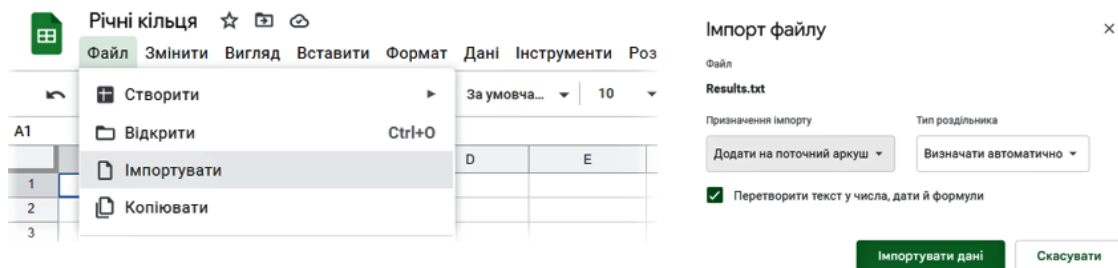 Річні кільця
Файл Змінити Вигляд Вставити Формат Дані Інструменти Роз
Створити
За умовча... 10
A1
Відкрити Ctrl+O
Імпортувати
D E
1
2
Копіювати
3
Імпорт файлу
Файл
Results.txt
Призначення імпорту Тип роздільника
Додати на поточний аркуш Визначати автоматично
Перетворити текст у числа, дати й формули
Імпортувати дані Скасувати